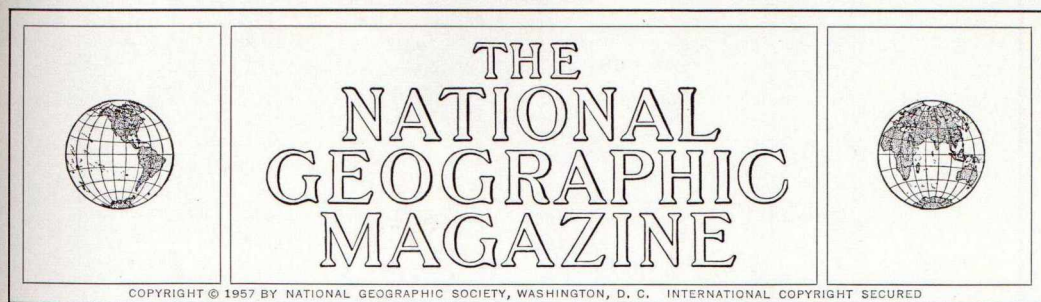 THE
NATIONAL
GEOGRAPHIC
MAGAZINE
COPYRIGHT © 1957 BY NATIONAL GEOGRAPHIC SOCIETY, WASHINGTON, D. C. INTERNATIONAL COPYRIGHT SECURED